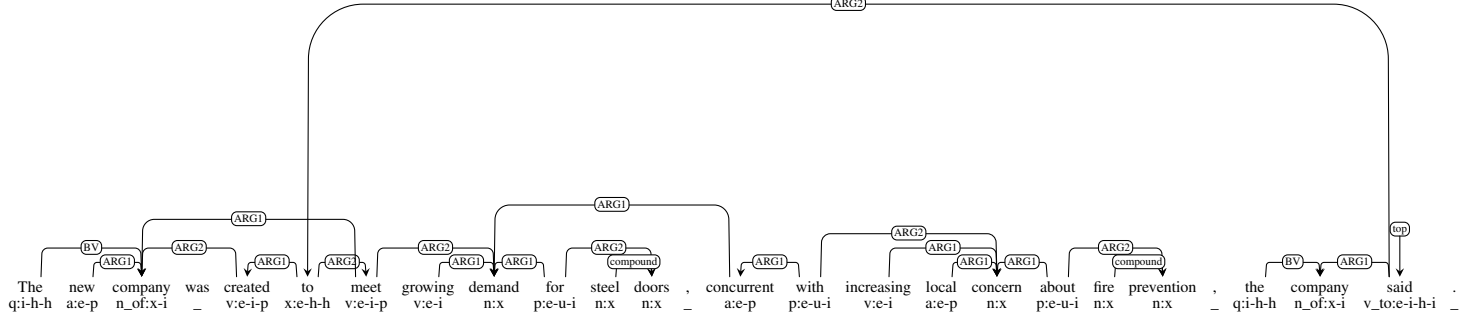 ARG2
ARG1 ARG1
ARG2 top
BV ARG2 ARG2 ARG2 ARG1 ARG2
ARG1 ARG1 ARG2 ARG1 ARG1 compound ARG1 ARG1 ARG1 compound BV ARG1
The new company was created to meet growing demand for steel doors , concurrent with increasing local concern about fire prevention , the company said .
q:i-h-h a:e-p n_of:x-i _ v:e-i-p x:e-h-h v:e-i-p v:e-i n:x p:e-u-i n:x n:x _ a:e-p p:e-u-i v:e-i a:e-p n:x p:e-u-i n:x n:x _ q:i-h-h n_of:x-i v_to:e-i-h-i _